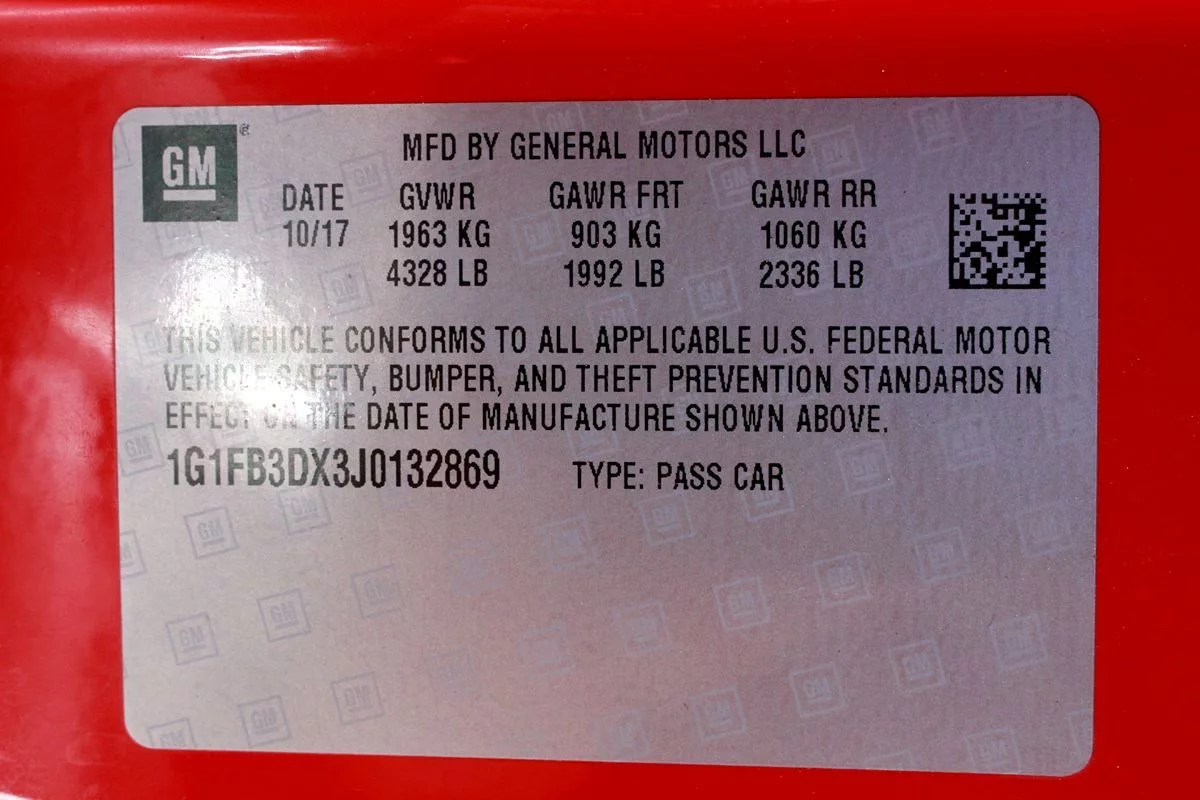 GM
MFD BY GENERAL MOTORS LLC
DATE GVWR GAWR FRT GAWR RR
10/17 1963 KG 903 KG 1060 KG
4328 LB 1992 LB 2336 LB
THIS VEHICLE CONFORMS TO ALL APPLICABLE U.S. FEDERAL MOTOR
VEHICLE SAFETY, BUMPER, AND THEFT PREVENTION STANDARDS IN
EFFECT ON THE DATE OF MANUFACTURE SHOWN ABOVE.
1G1FB3DX3J0132869 TYPE: PASS CAR